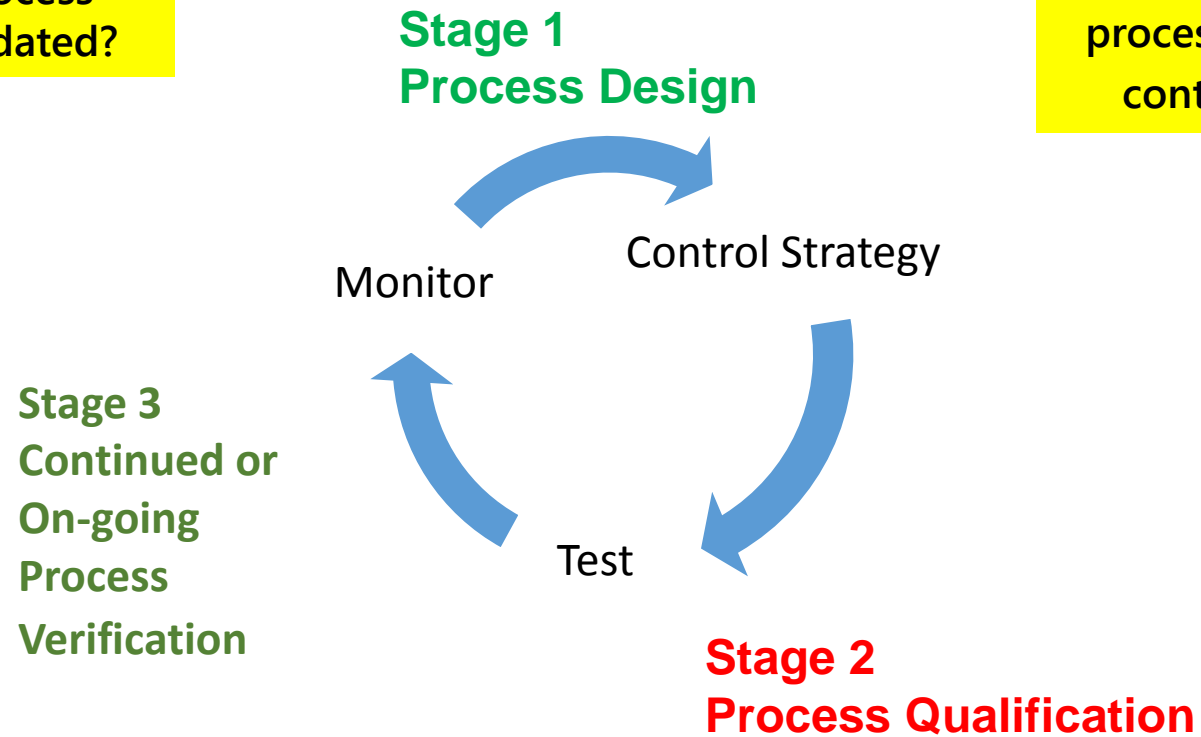 dated?
Stage 1
Process Design
Control Strategy
Monitor
Stage 3
Continued or
On-going
Process
Verification
Test
Stage 2
Process Qualification